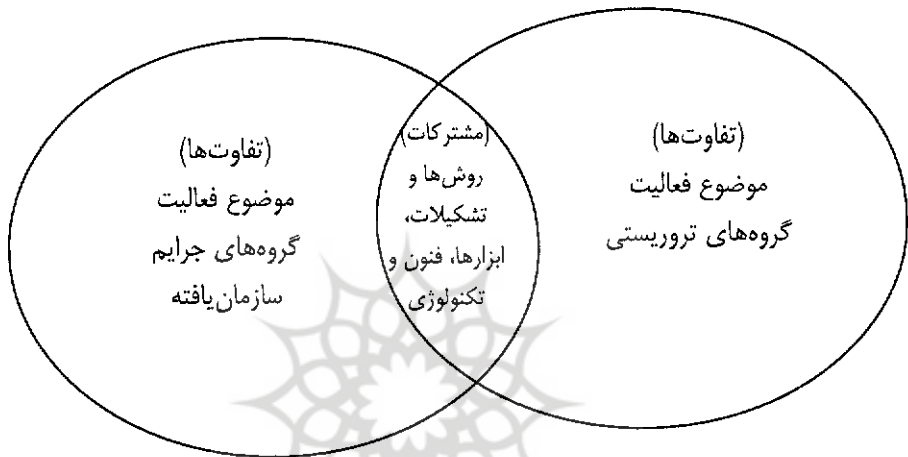 (تفاوت‌ها)
موضوع فعالیت
گروه‌های تروریستی
(مشترکات)
روش‌ها و
تشکیلات،
ابزارها، فنون و
تکنولوژی
(تفاوت‌ها)
موضوع فعالیت
گروه‌های جرایم
سازمان‌یافته